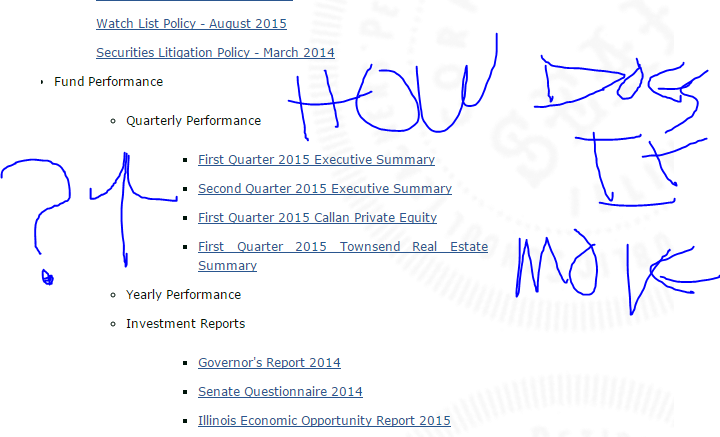 Watch List Policy - August 2015
Securities Litigation Policy - March 2014
HOW DOS
Fund Performance
Quarterly Performance
IT
First Quarter 2015 Executive Summary
? Second Quarter 2015 Executive Summary
First Quarter 2015 Callan Private Equity
First Quarter 2015 Townsend Real Estate
Summary
Yearly Performance
Investment Reports
Governor's Report 2014
Senate Questionnaire 2014
Illinois Economic Opportunity Report 2015